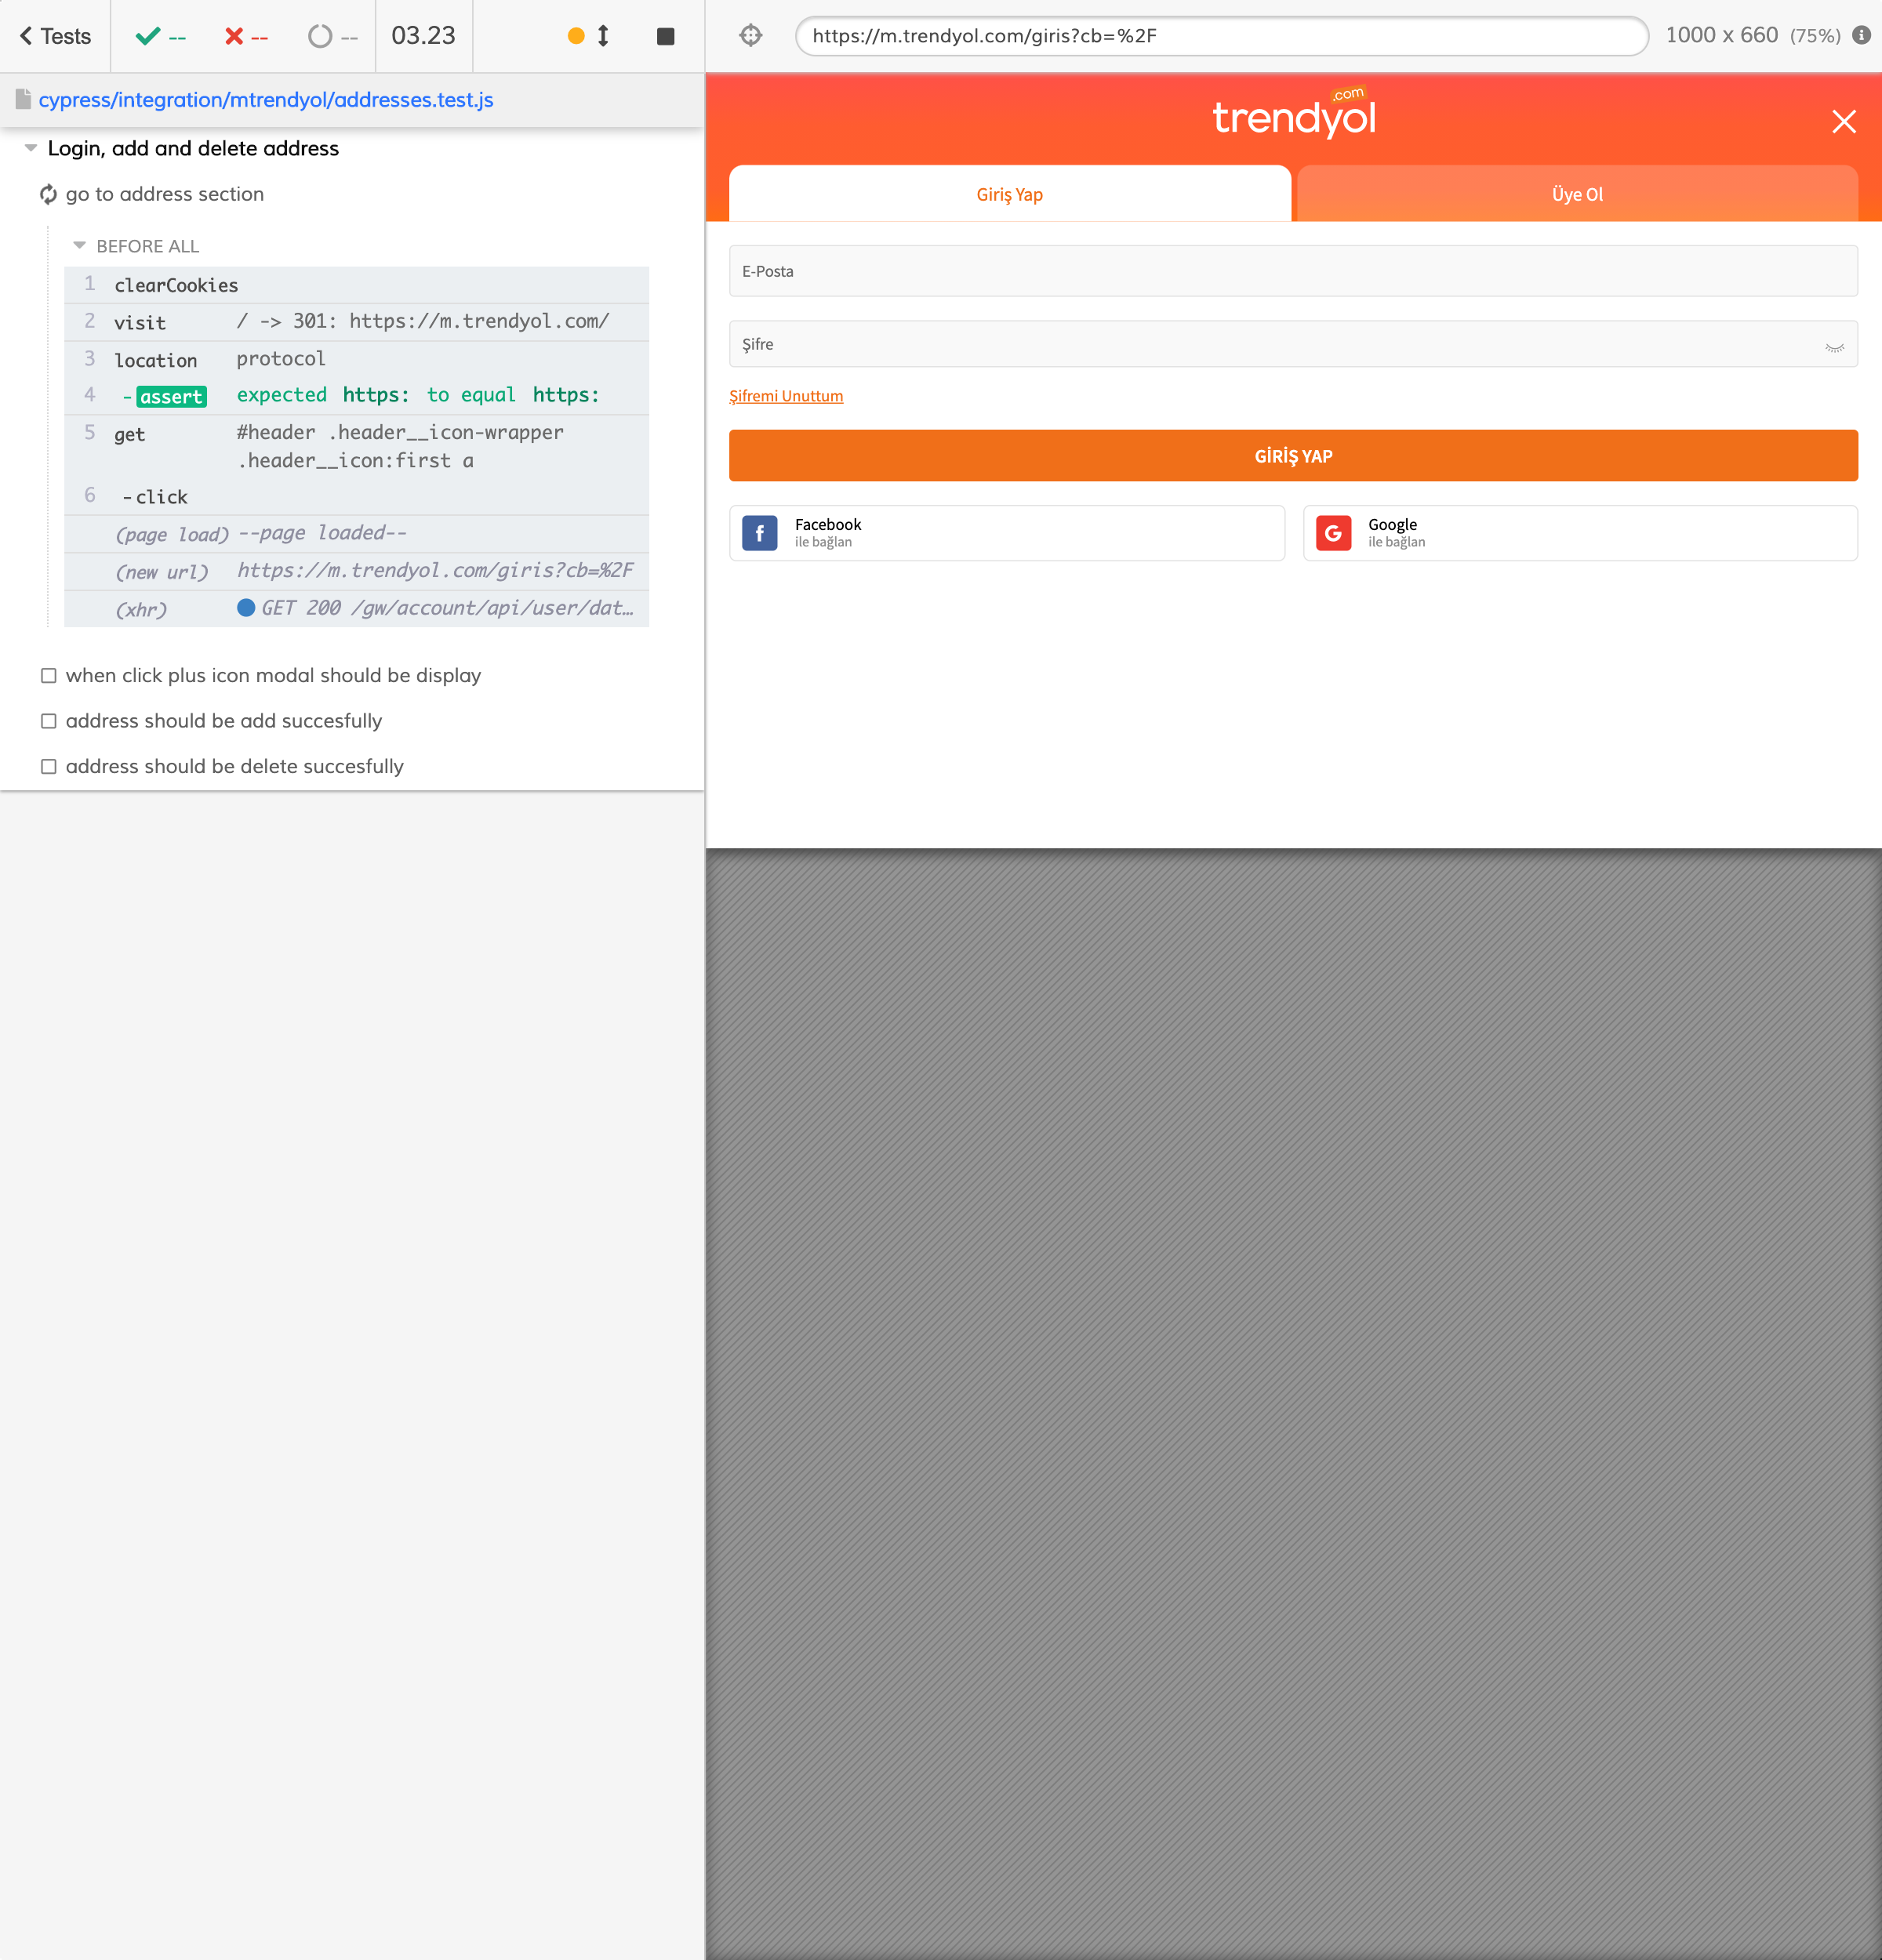 Tests
--
--
--
03.23
cypress/integration/mtrendyol/addresses.test.js
Login, add and delete address
go to address section
BEFORE ALL
1 clearCookies
2 visit / -> 301: https://m.trendyol.com/
3 location protocol
4 -assert expected https: to equal https:
5 get #header .header__icon-wrapper
.header__icon:first a
6 -click
(page load) --page loaded--
(new url) https://m.trendyol.com/giris?cb=%2F
(xhr) GET 200 /gw/account/api/user/dat…
when click plus icon modal should be display
address should be add succesfully
address should be delete succesfully
https://m.trendyol.com/giris?cb=%2F
1000 x 660 (75%)
trendyol
.com
Giriş Yap
Üye Ol
E-Posta
Şifre
Şifremi Unuttum
GİRİŞ YAP
f
Facebook
ile bağlan
G
Google
ile bağlan